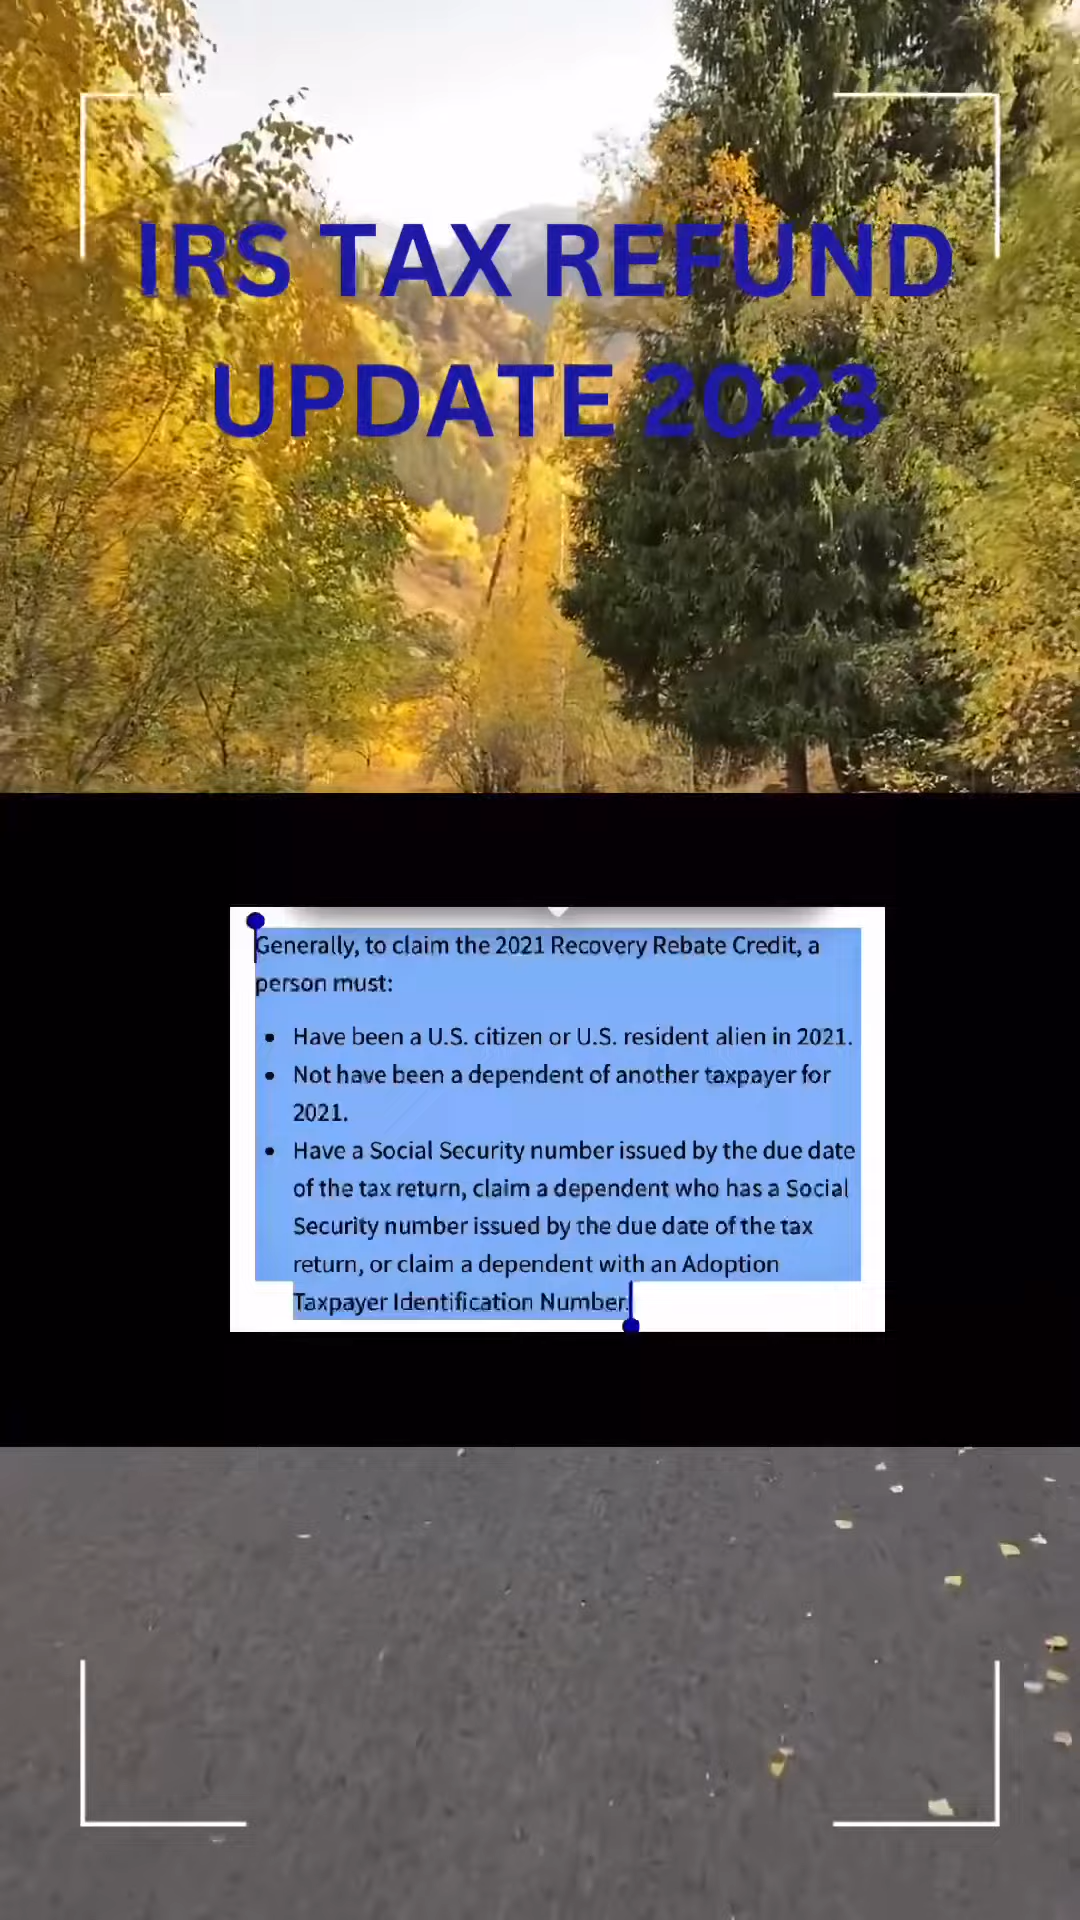 IRS TAX REFUND
UPDATE 2023
Generally, to claim the 2021 Recovery Rebate Credit, a
person must:
• Have been a U.S. citizen or U.S. resident alien in 2021.
• Not have been a dependent of another taxpayer for
2021.
• Have a Social Security number issued by the due date
of the tax return, claim a dependent who has a Social
Security number issued by the due date of the tax
return, or claim a dependent with an Adoption
Taxpayer Identification Number.